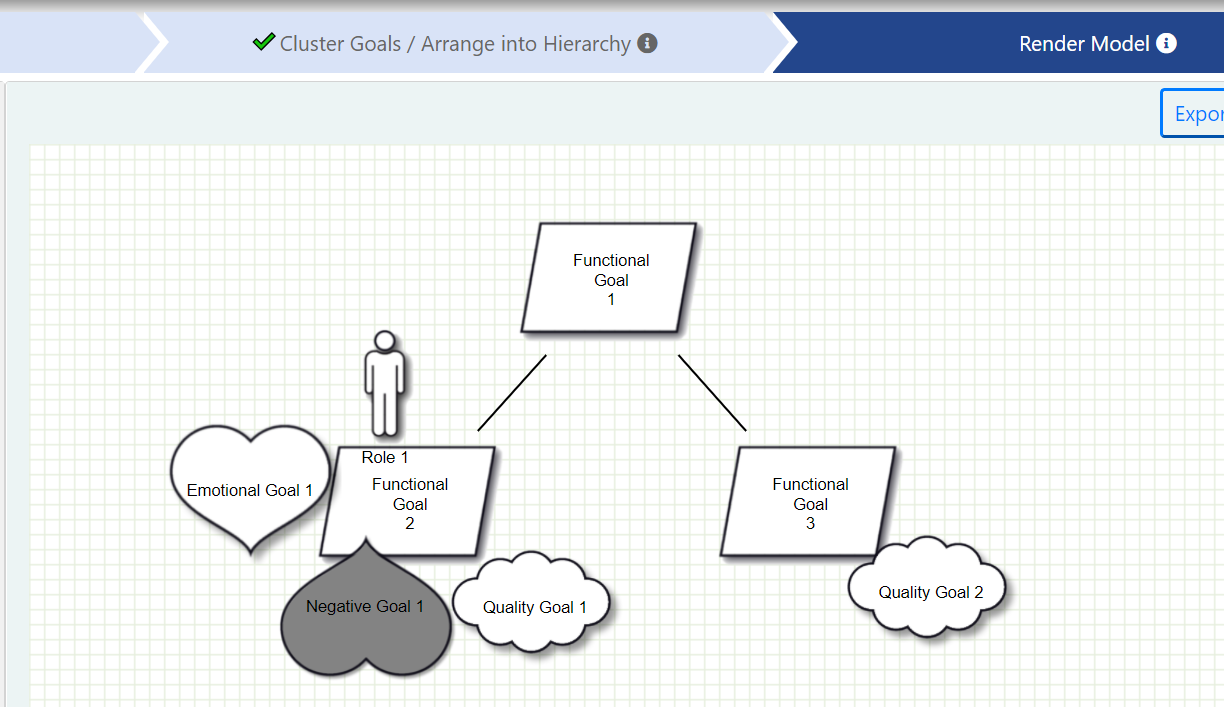 Cluster Goals / Arrange into Hierarchy
Render Model
Expor
Functional
Goal
1
Role 1
Emotional Goal 1
Functional
Goal
2
Functional
Goal
3
Negative Goal 1
Quality Goal 1
Quality Goal 2